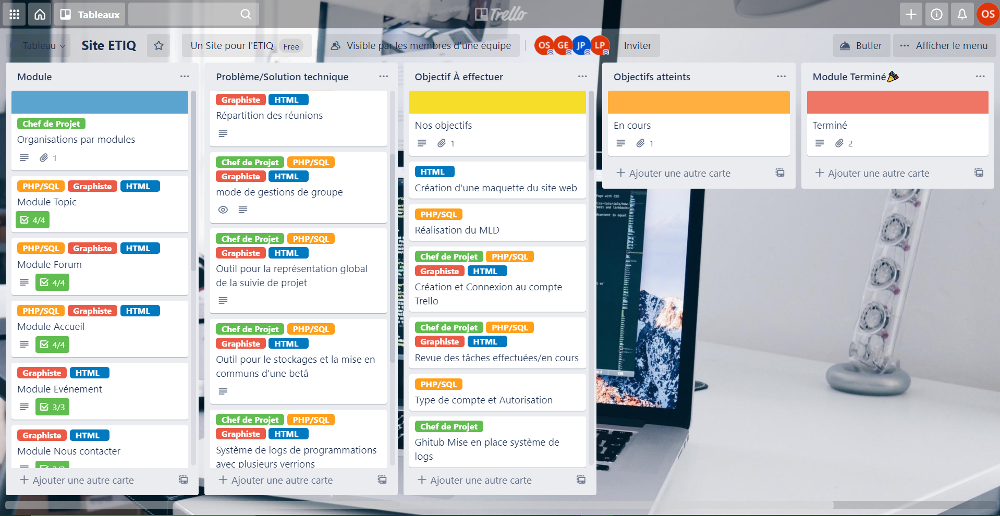 Tableaux
Trello
OS
Tableau
Site ETIQ
Un Site pour l'ETIQ Free
Visible par les membres d'une équipe
OS GE JP LP
Inviter
Butler
Afficher le menu
Module
Chef de Projet
Organisations par modules
1
PHP/SQL Graphiste HTML
Module Topic
4/4
PHP/SQL Graphiste HTML
Module Forum
4/4
PHP/SQL Graphiste HTML
Module Accueil
4/4
Graphiste HTML
Module Evénement
3/3
Graphiste HTML
Module Nous contacter
Ajouter une autre carte
Problème/Solution technique
Graphiste HTML
Répartition des réunions
Chef de Projet PHP/SQL
Graphiste HTML
mode de gestions de groupe
Chef de Projet PHP/SQL
Graphiste HTML
Outil pour la représentation global
de la suivie de projet
Chef de Projet PHP/SQL
Graphiste HTML
Outil pour le stockages et la mise en
communs d'une betâ
Chef de Projet PHP/SQL
Graphiste HTML
Système de logs de programmations
avec plusieurs verrions
Ajouter une autre carte
Objectif À effectuer
Nos objectifs
1
HTML
Création d'une maquette du site web
PHP/SQL
Réalisation du MLD
Chef de Projet PHP/SQL
Graphiste HTML
Création et Connexion au compte
Trello
Chef de Projet PHP/SQL
Graphiste HTML
Revue des tâches effectuées/en cours
PHP/SQL
Type de compte et Autorisation
Chef de Projet
Ghitub Mise en place système de
logs
Ajouter une autre carte
Objectifs atteints
En cours
1
Ajouter une autre carte
Module Terminé
Terminé
2
Ajouter une autre carte